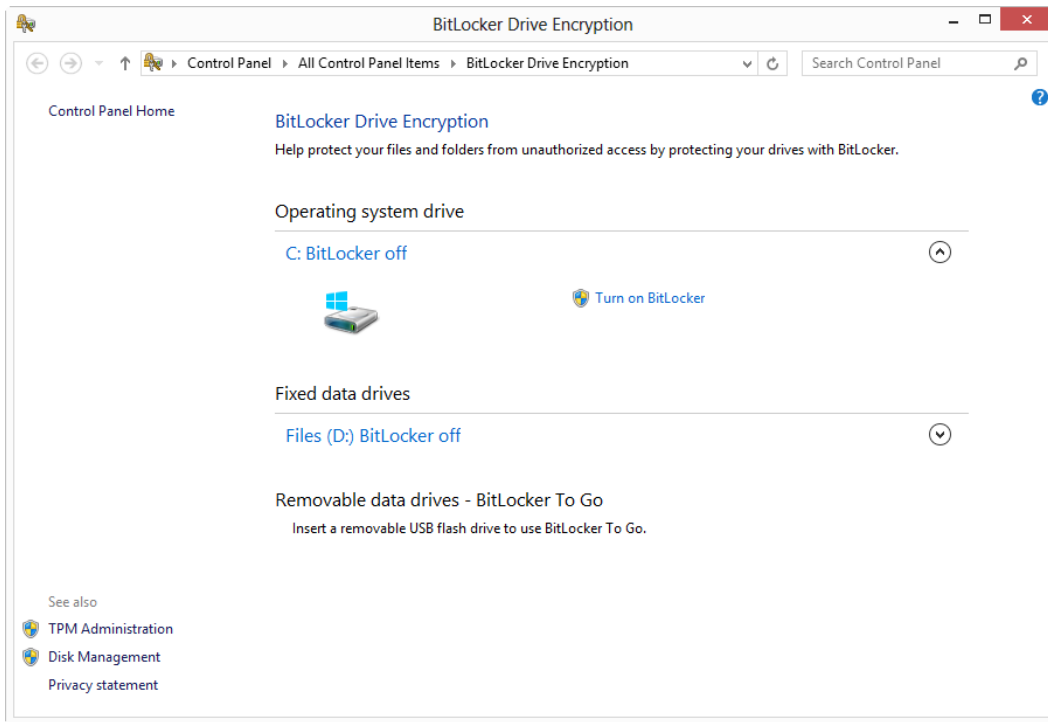 BitLocker Drive Encryption
Control Panel
All Control Panel Items
BitLocker Drive Encryption
Search Control Panel
?
Control Panel Home
BitLocker Drive Encryption
Help protect your files and folders from unauthorized access by protecting your drives with BitLocker.
Operating system drive
C: BitLocker off
Turn on BitLocker
Fixed data drives
Files (D:) BitLocker off
Removable data drives - BitLocker To Go
Insert a removable USB flash drive to use BitLocker To Go.
See also
TPM Administration
Disk Management
Privacy statement